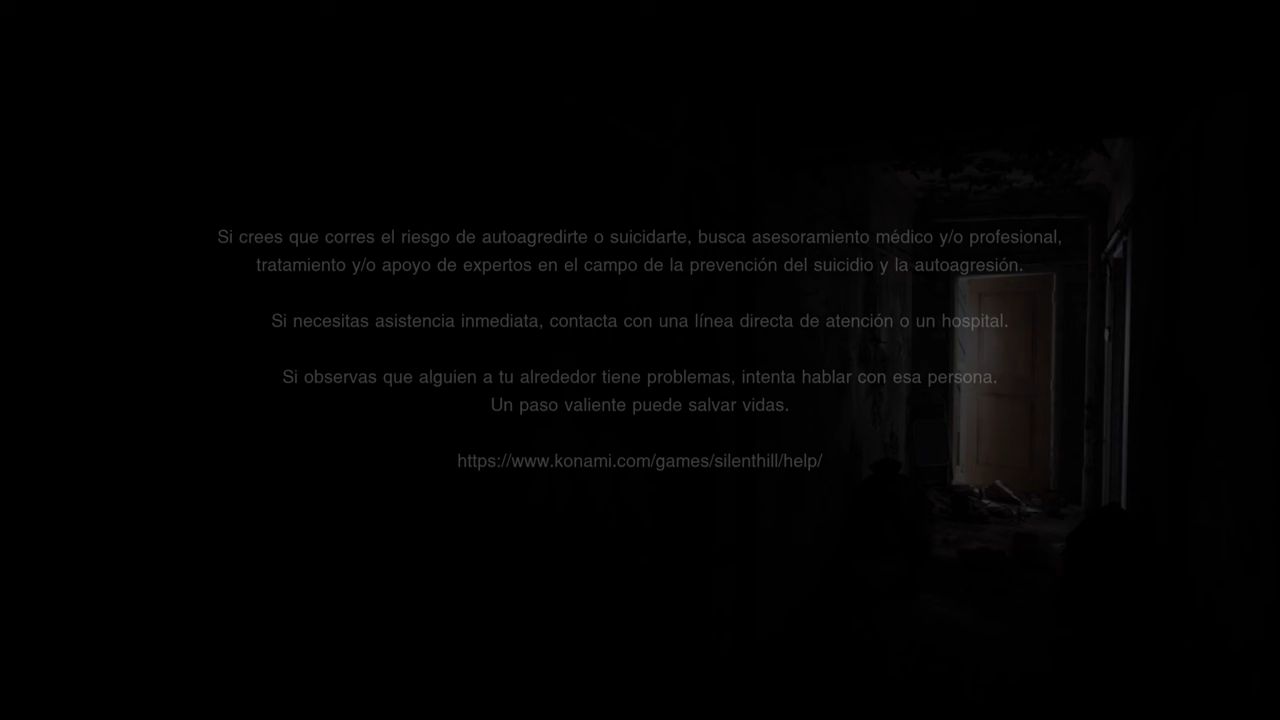 Si crees que corres el riesgo de autoagredirte o suicidarte, busca asesoramiento médico y/o profesional,
tratamiento y/o apoyo de expertos en el campo de la prevención del suicidio y la autoagresión.
Si necesitas asistencia inmediata, contacta con una línea directa de atención o un hospital.
Si observas que alguien a tu alrededor tiene problemas, intenta hablar con esa persona.
Un paso valiente puede salvar vidas.
https://www.konami.com/games/silenthill/help/